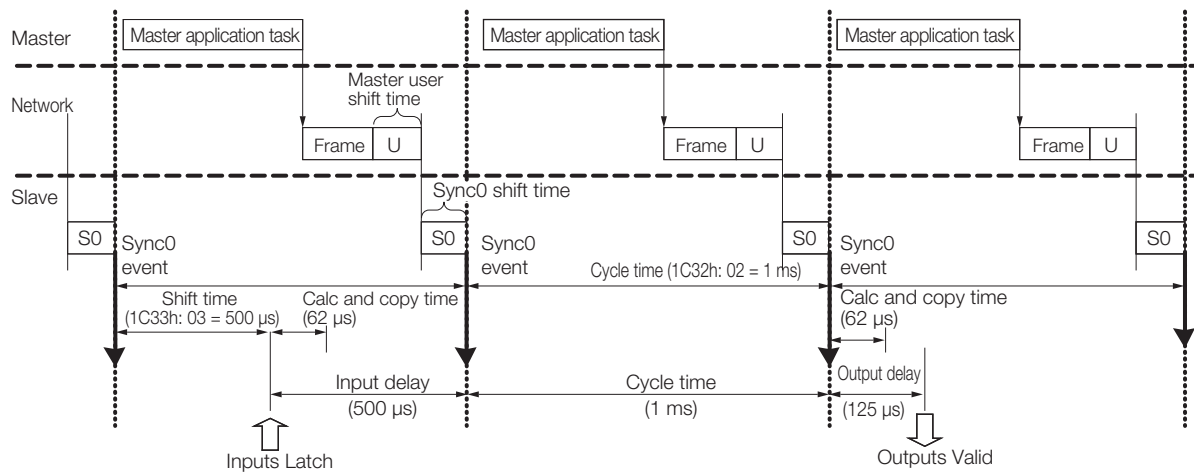 Master
Master application task
Master application task
Master application task
Network
Master user
shift time
Frame
U
Frame
U
Frame
U
Slave
Sync0 shift time
S0
Sync0
event
S0
Sync0
event
S0
Sync0
event
S0
Cycle time (1C32h: 02 = 1 ms)
Shift time
(1C33h: 03 = 500 µs)
Calc and copy time
(62 µs)
Calc and copy time
(62 µs)
Input delay
(500 µs)
Cycle time
(1 ms)
Output delay
(125 µs)
Inputs Latch
Outputs Valid